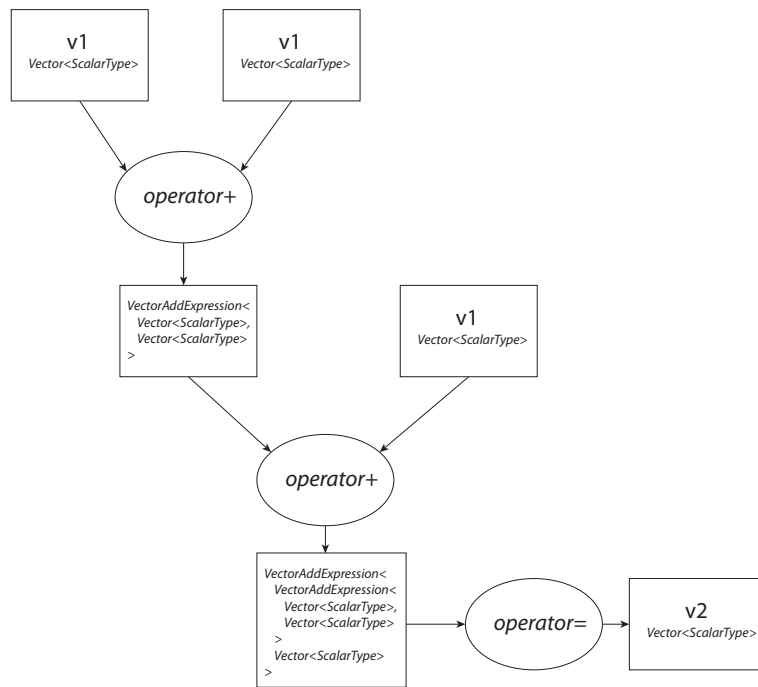 v1
Vector<ScalarType>
v1
Vector<ScalarType>
operator+
VectorAddExpression<
Vector<ScalarType>,
Vector<ScalarType>
>
v1
Vector<ScalarType>
operator+
VectorAddExpression<
VectorAddExpression<
Vector<ScalarType>,
Vector<ScalarType>
>
Vector<ScalarType>
>
operator=
v2
Vector<ScalarType>